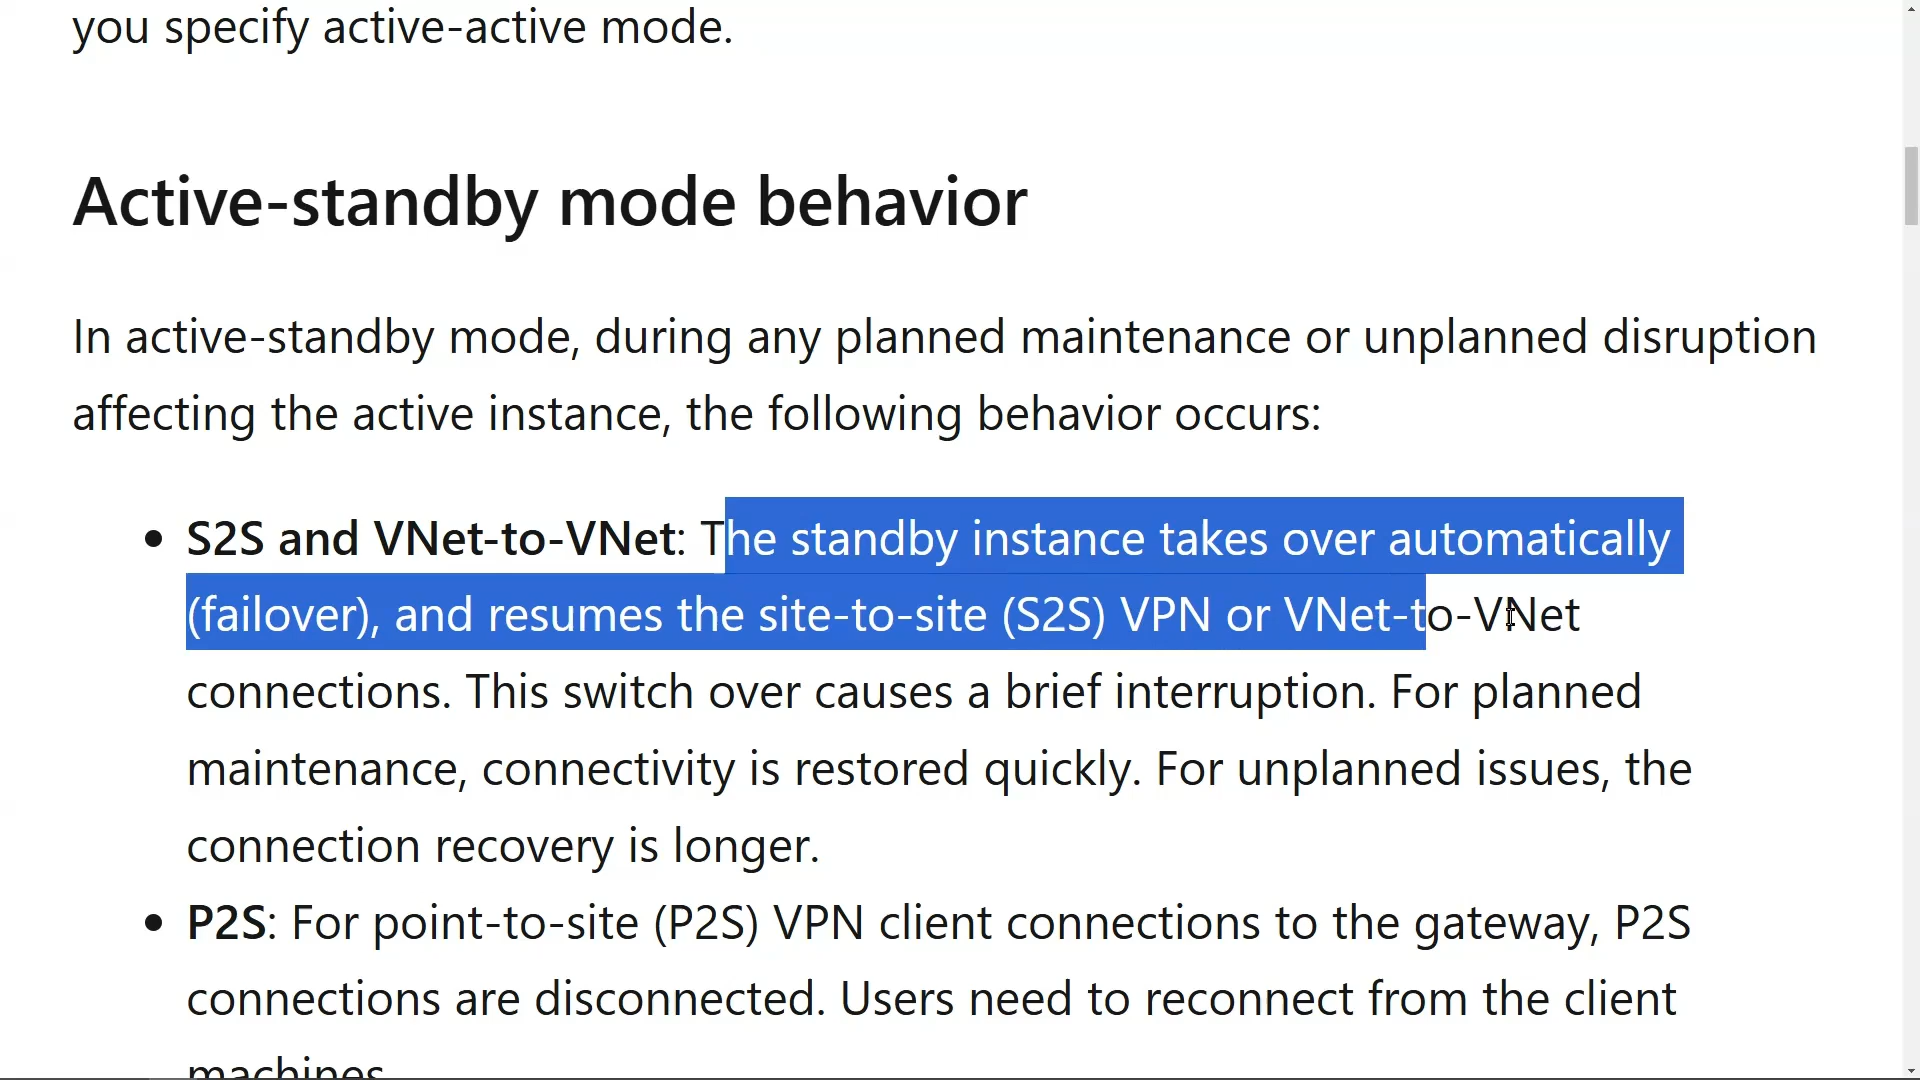 you specify active-active mode.
Active-standby mode behavior
In active-standby mode, during any planned maintenance or unplanned disruption
affecting the active instance, the following behavior occurs:
• S2S and VNet-to-VNet: The standby instance takes over automatically
(failover), and resumes the site-to-site (S2S) VPN or VNet-to-VNet
connections. This switch over causes a brief interruption. For planned
maintenance, connectivity is restored quickly. For unplanned issues, the
connection recovery is longer.
• P2S: For point-to-site (P2S) VPN client connections to the gateway, P2S
connections are disconnected. Users need to reconnect from the client
machines.